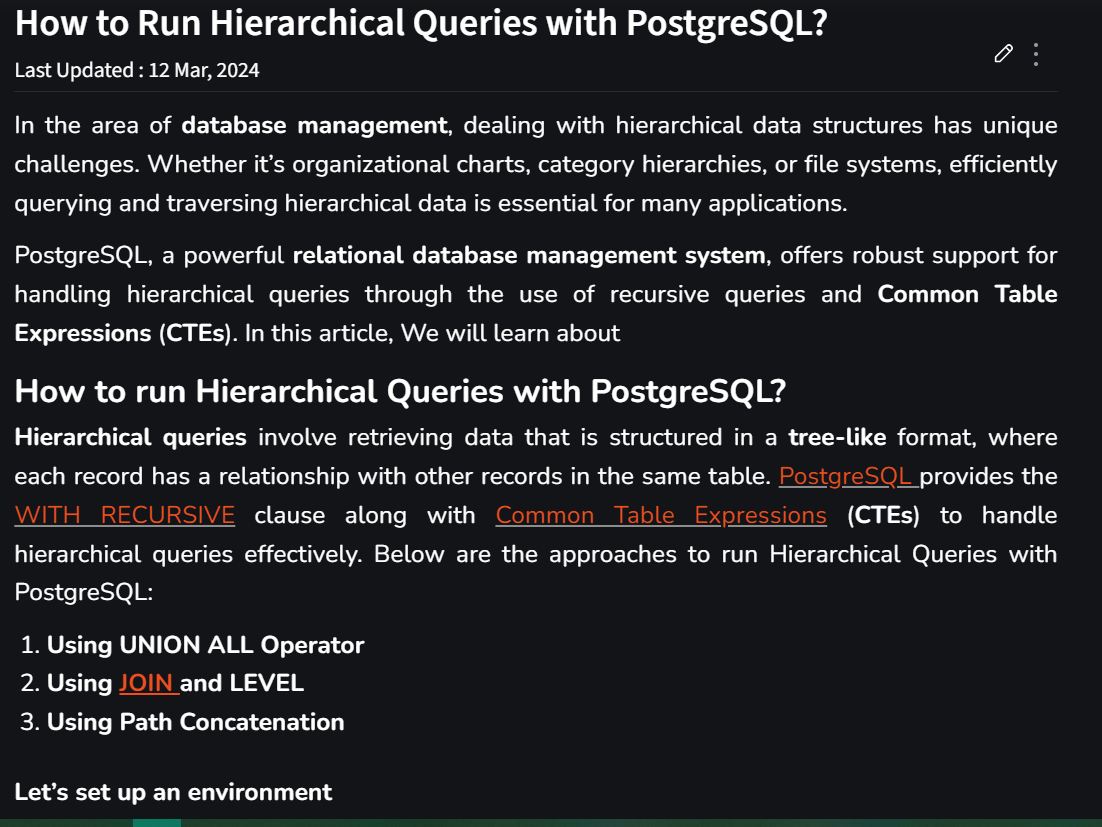 How to Run Hierarchical Queries with PostgreSQL?
Last Updated : 12 Mar, 2024
In the area of database management, dealing with hierarchical data structures has unique
challenges. Whether it’s organizational charts, category hierarchies, or file systems, efficiently
querying and traversing hierarchical data is essential for many applications.
PostgreSQL, a powerful relational database management system, offers robust support for
handling hierarchical queries through the use of recursive queries and Common Table
Expressions (CTEs). In this article, We will learn about
How to run Hierarchical Queries with PostgreSQL?
Hierarchical queries involve retrieving data that is structured in a tree-like format, where
each record has a relationship with other records in the same table. PostgreSQL provides the
WITH RECURSIVE clause along with Common Table Expressions (CTEs) to handle
hierarchical queries effectively. Below are the approaches to run Hierarchical Queries with
PostgreSQL:
1. Using UNION ALL Operator
2. Using JOIN and LEVEL
3. Using Path Concatenation
Let’s set up an environment